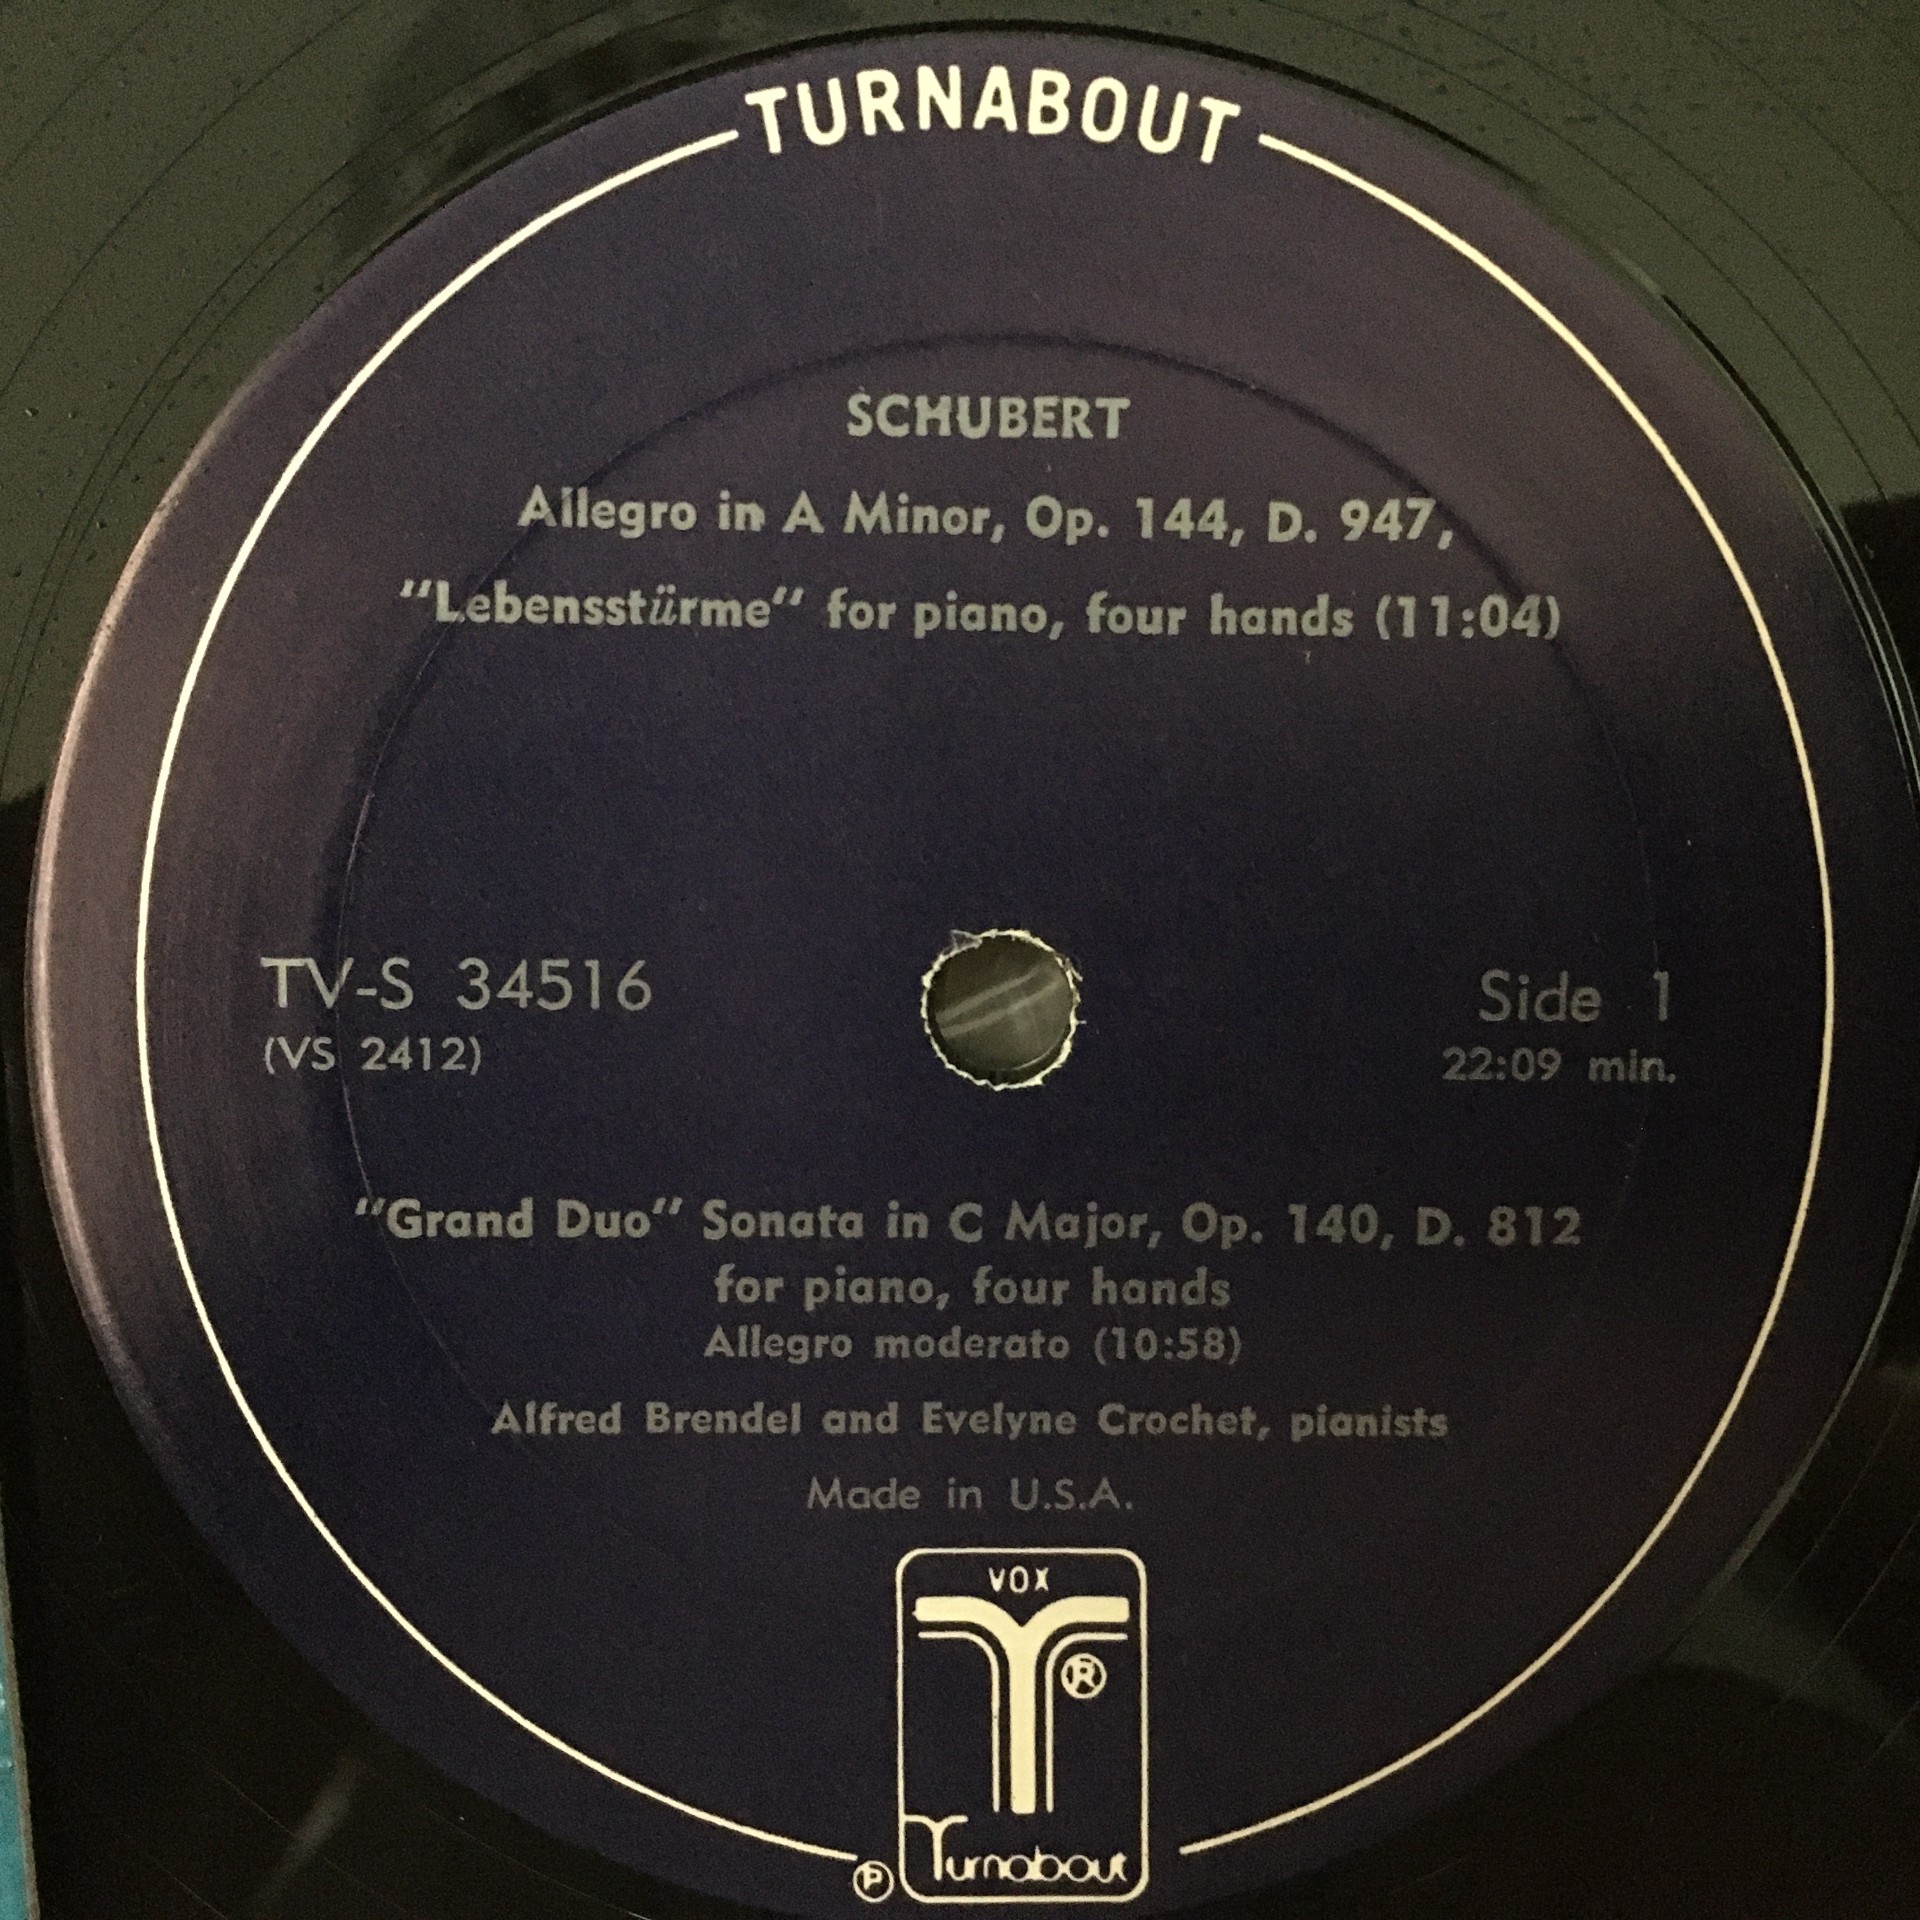 TURNABOUT
SCHUBERT
Allegro in A Minor, Op. 144, D. 947,
"Lebensstürme" for piano, four hands (11:04)
TV-S 34516
(VS 2412)
Side 1
22:09 min.
"Grand Duo" Sonata in C Major, Op. 140, D. 812
for piano, four hands
Allegro moderato (10:58)
Alfred Brendel and Evelyne Crochet, pianists
Made in U.S.A.
VOX
®
Turnabout
℗